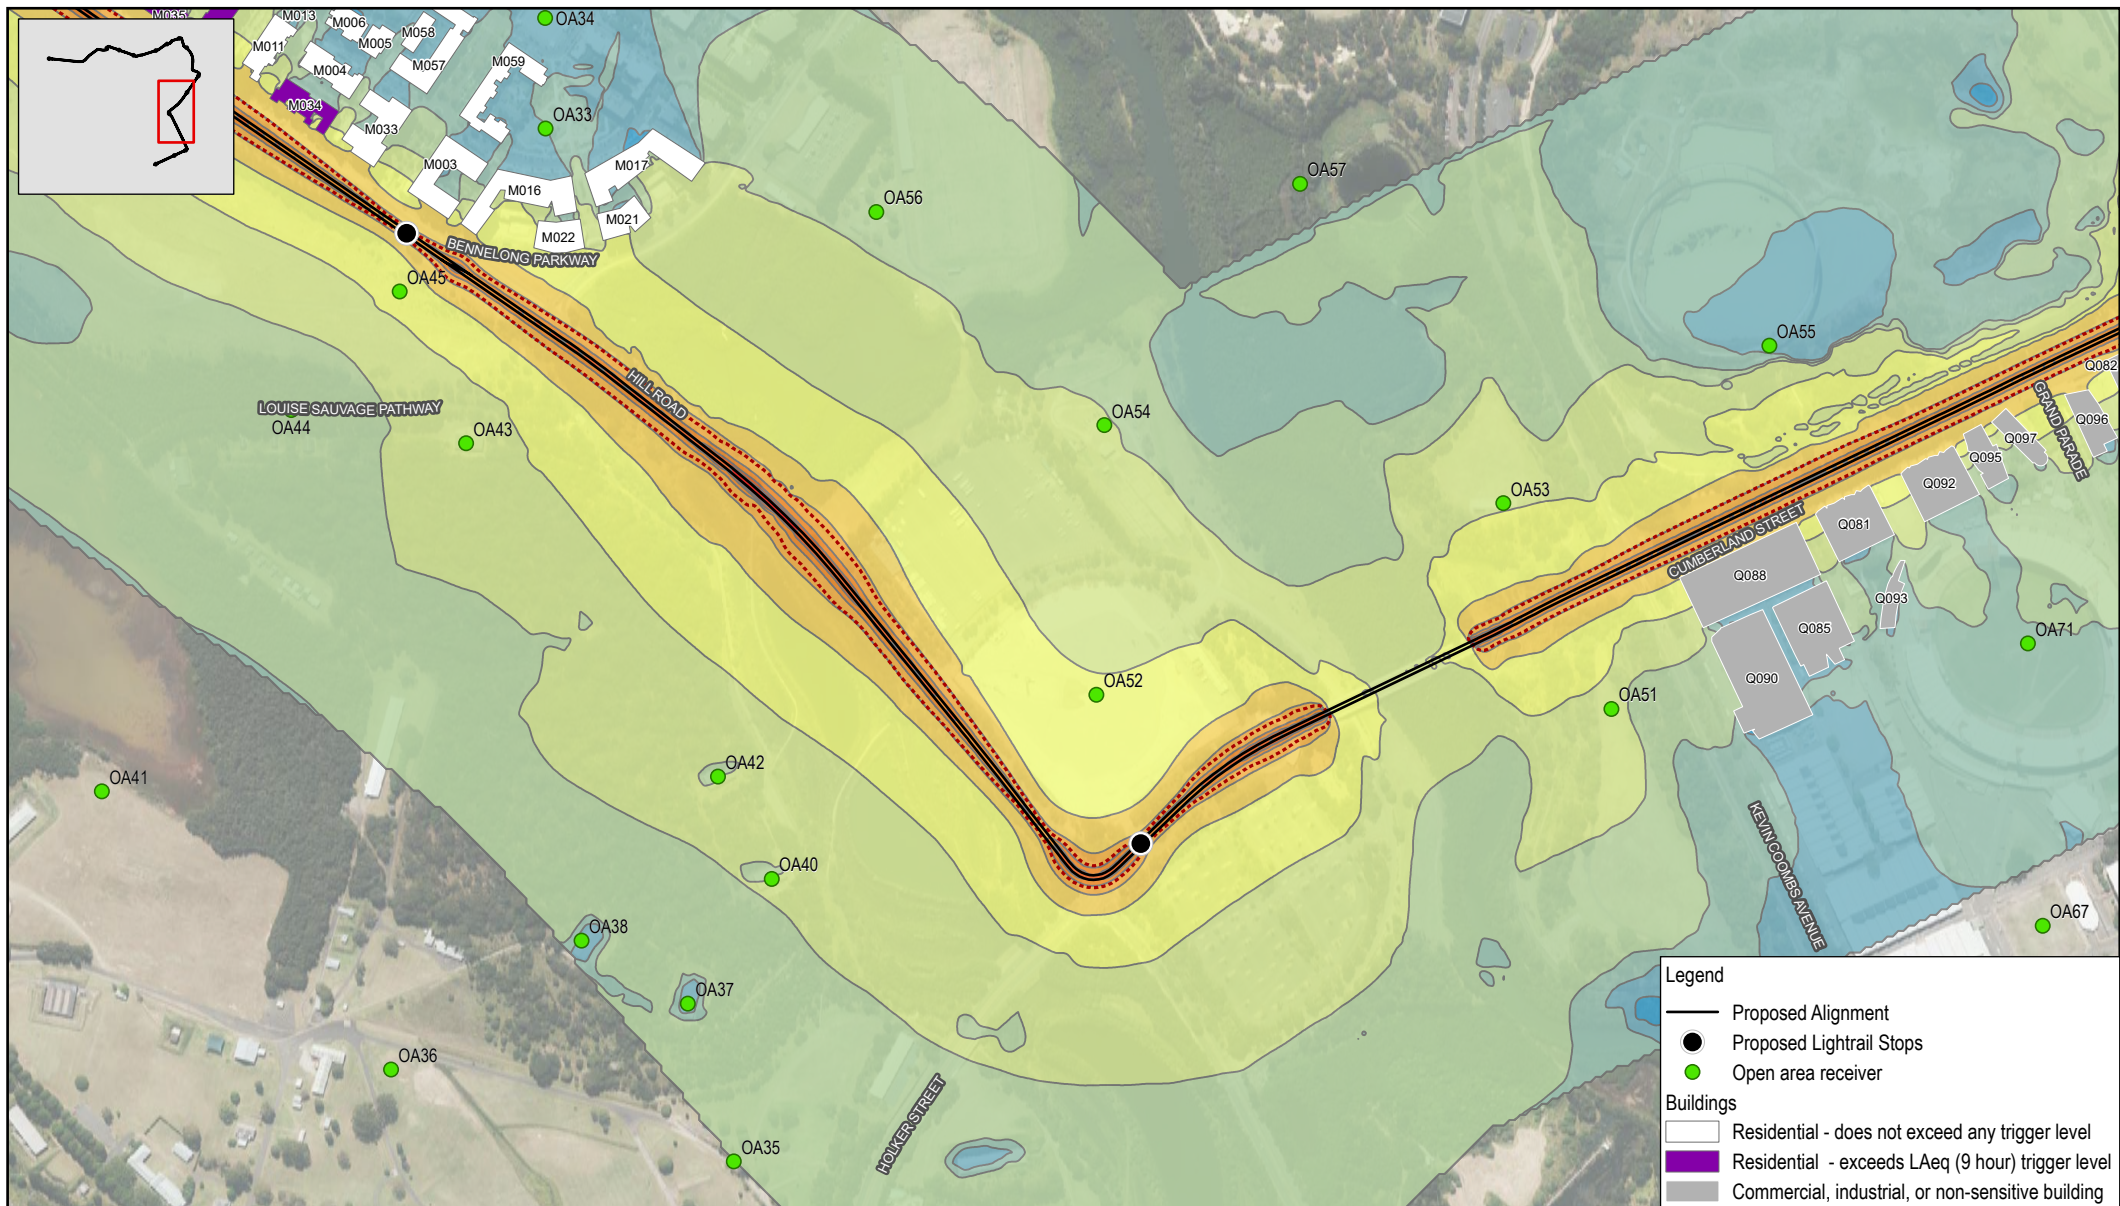 M035
M013
M006
M058
OA34
M011
M005
M004
M057
M059
M034
M033
OA33
M003
M017
M016
M021
M022
OA57
OA56
BENNELONG PARKWAY
OA45
HILL ROAD
LOUISE SAUVAGE PATHWAY
OA44
OA43
OA54
OA55
OA53
Q082
GRAND PARADE
Q096
Q097
Q095
Q092
Q081
CUMBERLAND STREET
Q088
Q093
Q085
Q090
OA71
OA52
OA51
OA42
OA41
OA40
OA38
OA37
OA36
OA35
HOLKER STREET
KEVIN COOMBS AVENUE
OA67
Legend
Proposed Alignment
Proposed Lightrail Stops
Open area receiver
Buildings
Residential - does not exceed any trigger level
Residential - exceeds LAeq (9 hour) trigger level
Commercial, industrial, or non-sensitive building